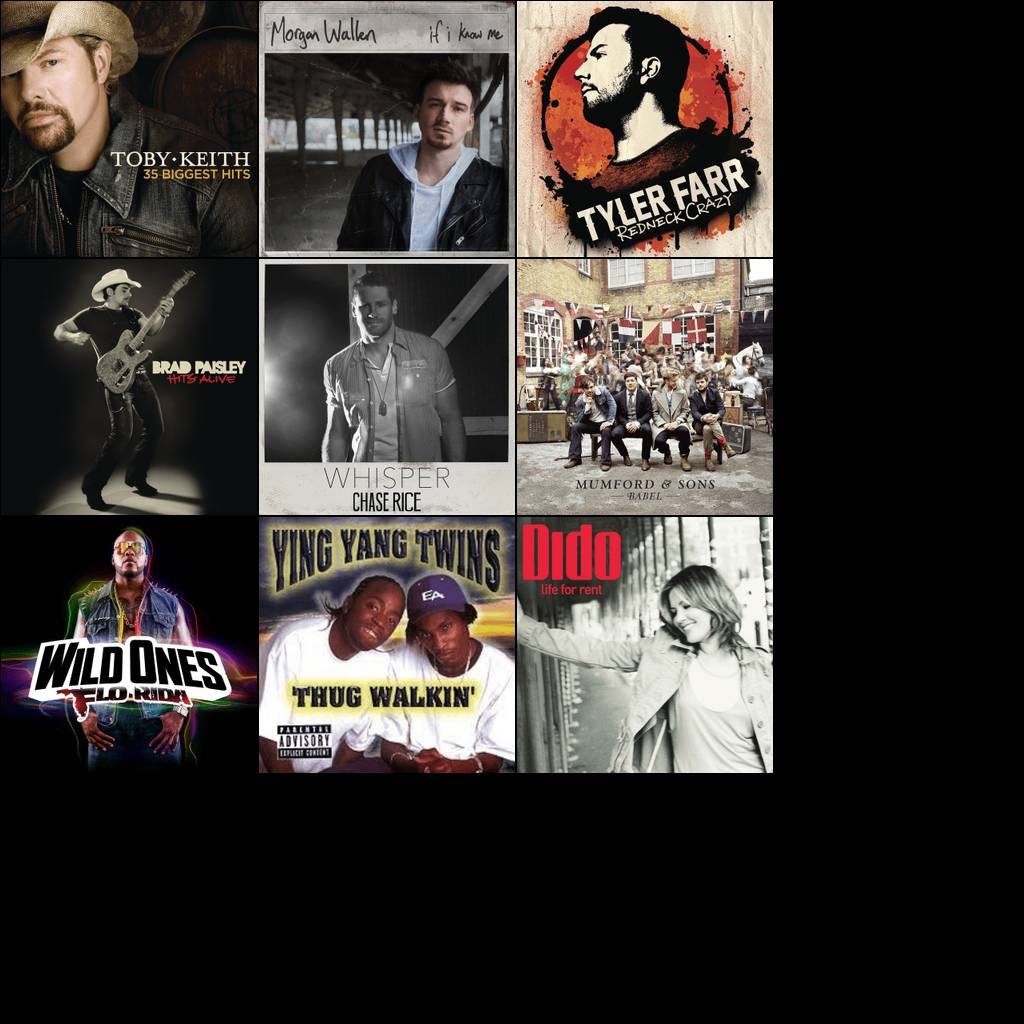 TOBY·KEITH
35 BIGGEST HITS
Morgan Wallen
if i know me
TYLER FARR
REDNECK CRAZY
BRAD PAISLEY
HITS ALIVE
WHISPER
CHASE RICE
MUMFORD & SONS
BABEL
WILD ONES
FLO-RIDA
YING YANG TWINS
EA
THUG WALKIN'
PARENTAL
ADVISORY
EXPLICIT CONTENT
Dido
life for rent